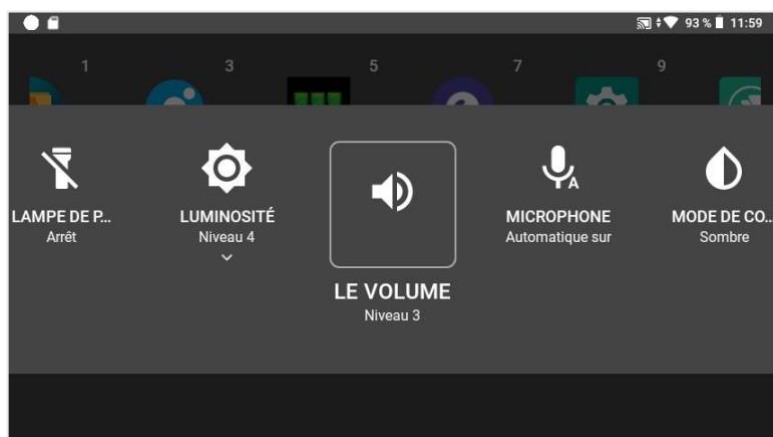 93 % 11:59
1 3 5 7 9
LAMPE DE P... LUMINOSITÉ MICROPHONE MODE DE CO...
Arrêt Niveau 4 Automatique sur Sombre
A
LE VOLUME
Niveau 3